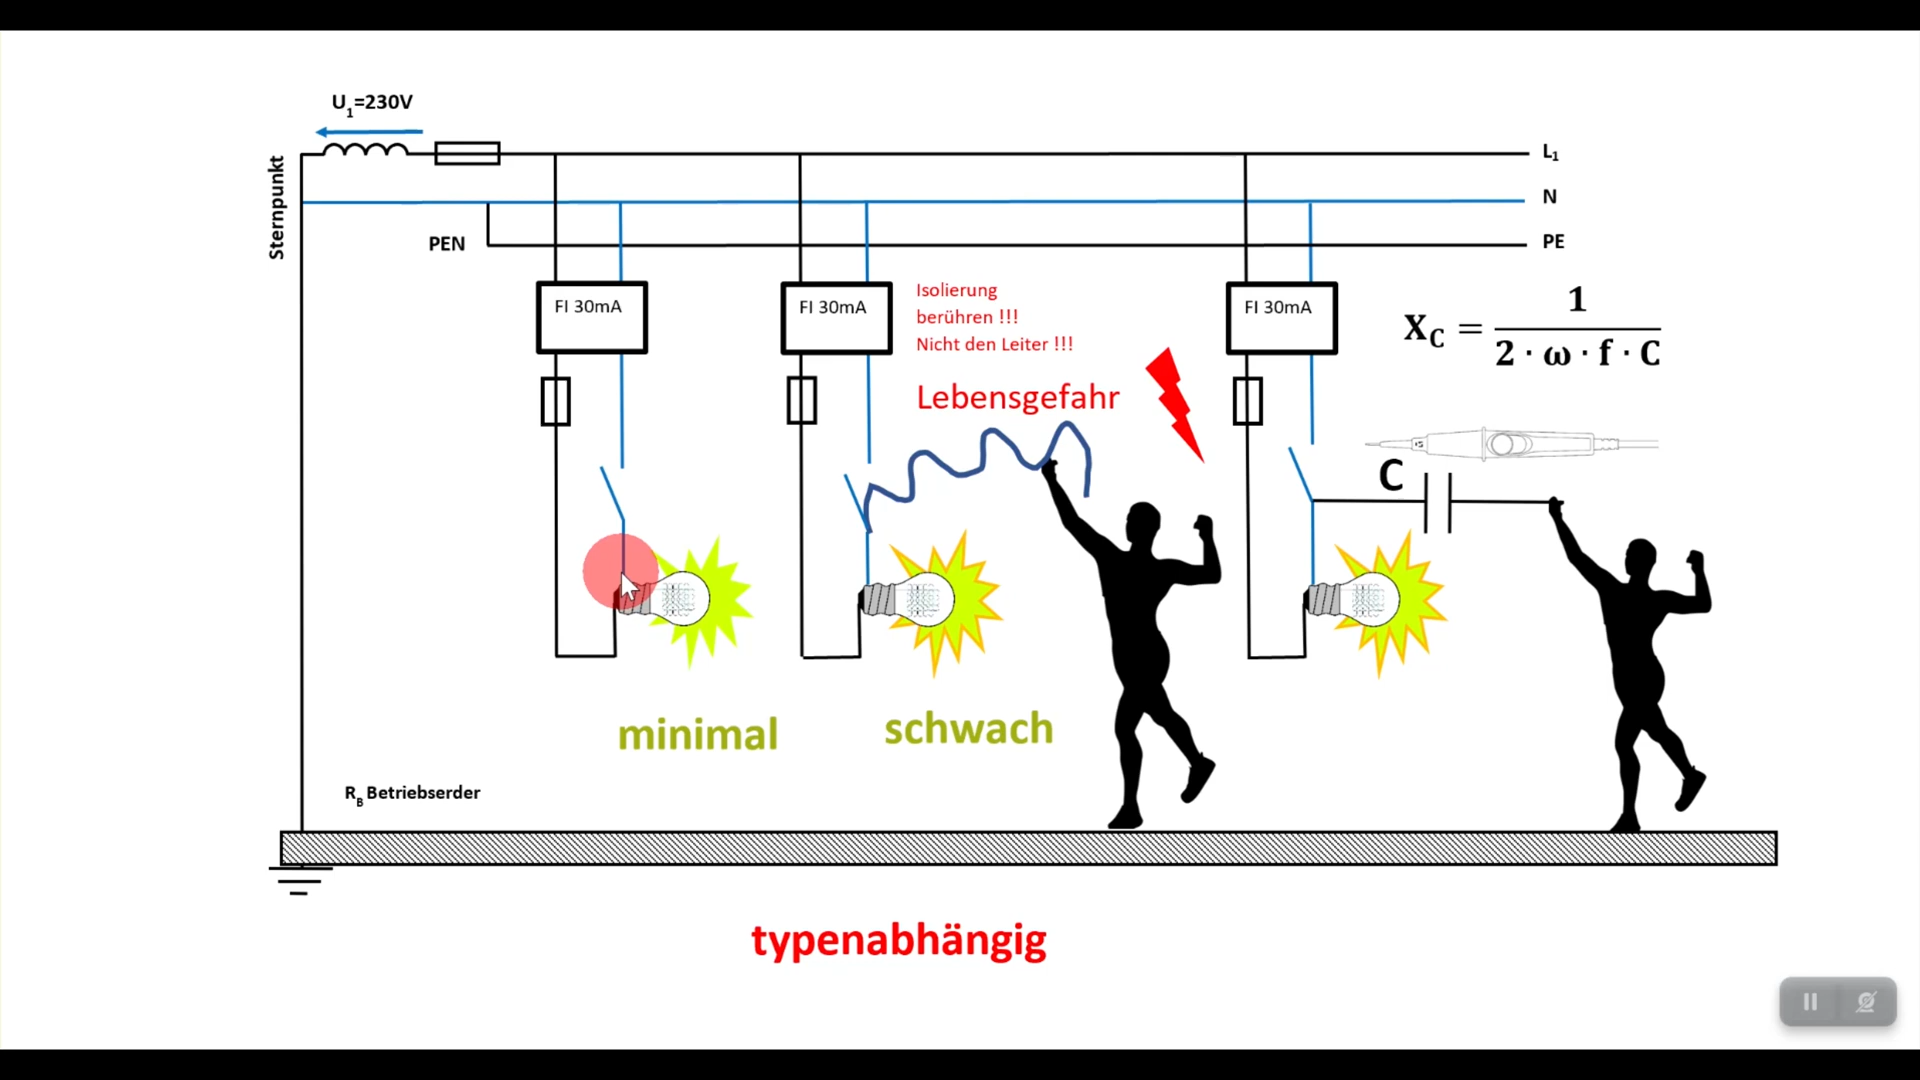 U1=230V
L1
N
PE
Sternpunkt
PEN
FI 30mA
FI 30mA
FI 30mA
Isolierung
berühren !!!
Nicht den Leiter !!!
Lebensgefahr
XC = 1 / 2 · ω · f · C
C
minimal
schwach
RB Betriebserder
typenabhängig